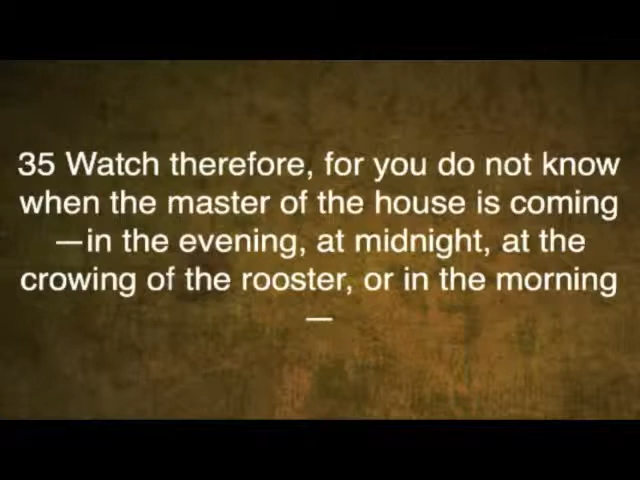 35 Watch therefore, for you do not know
when the master of the house is coming
—in the evening, at midnight, at the
crowing of the rooster, or in the morning
—